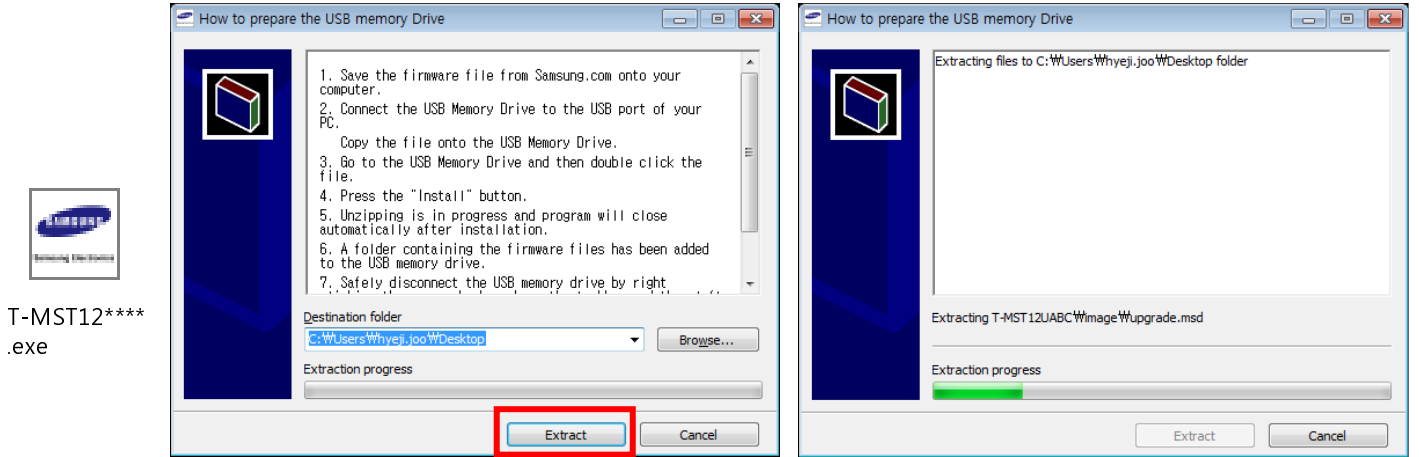 SAMSUNG
Samsung Electronics
T-MST12****
.exe
How to prepare the USB memory Drive
1. Save the firmware file from Samsung.com onto your
computer.
2. Connect the USB Memory Drive to the USB port of your
PC.
Copy the file onto the USB Memory Drive.
3. Go to the USB Memory Drive and then double click the
file.
4. Press the "Install" button.
5. Unzipping is in progress and program will close
automatically after installation.
6. A folder containing the firmware files has been added
to the USB memory drive.
7. Safely disconnect the USB memory drive by right
Destination folder
C:₩Users₩hyeji.joo₩Desktop
Browse...
Extraction progress
Extract
Cancel
How to prepare the USB memory Drive
Extracting files to C:₩Users₩hyeji.joo₩Desktop folder
Extracting T-MST12UABC₩image₩upgrade.msd
Extraction progress
Extract
Cancel